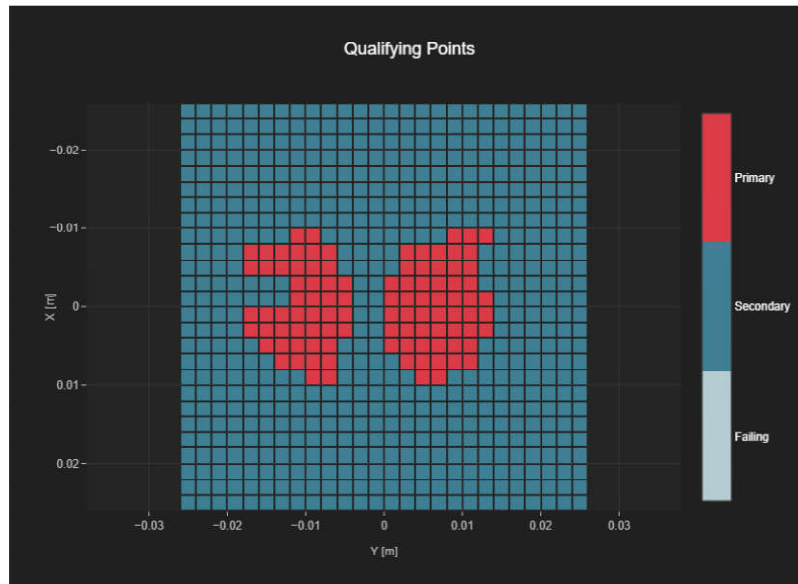 Qualifying Points
−0.02
−0.01
0
0.01
0.02
X [m]
−0.03
−0.02
−0.01
0
0.01
0.02
0.03
Y [m]
Primary
Secondary
Failing